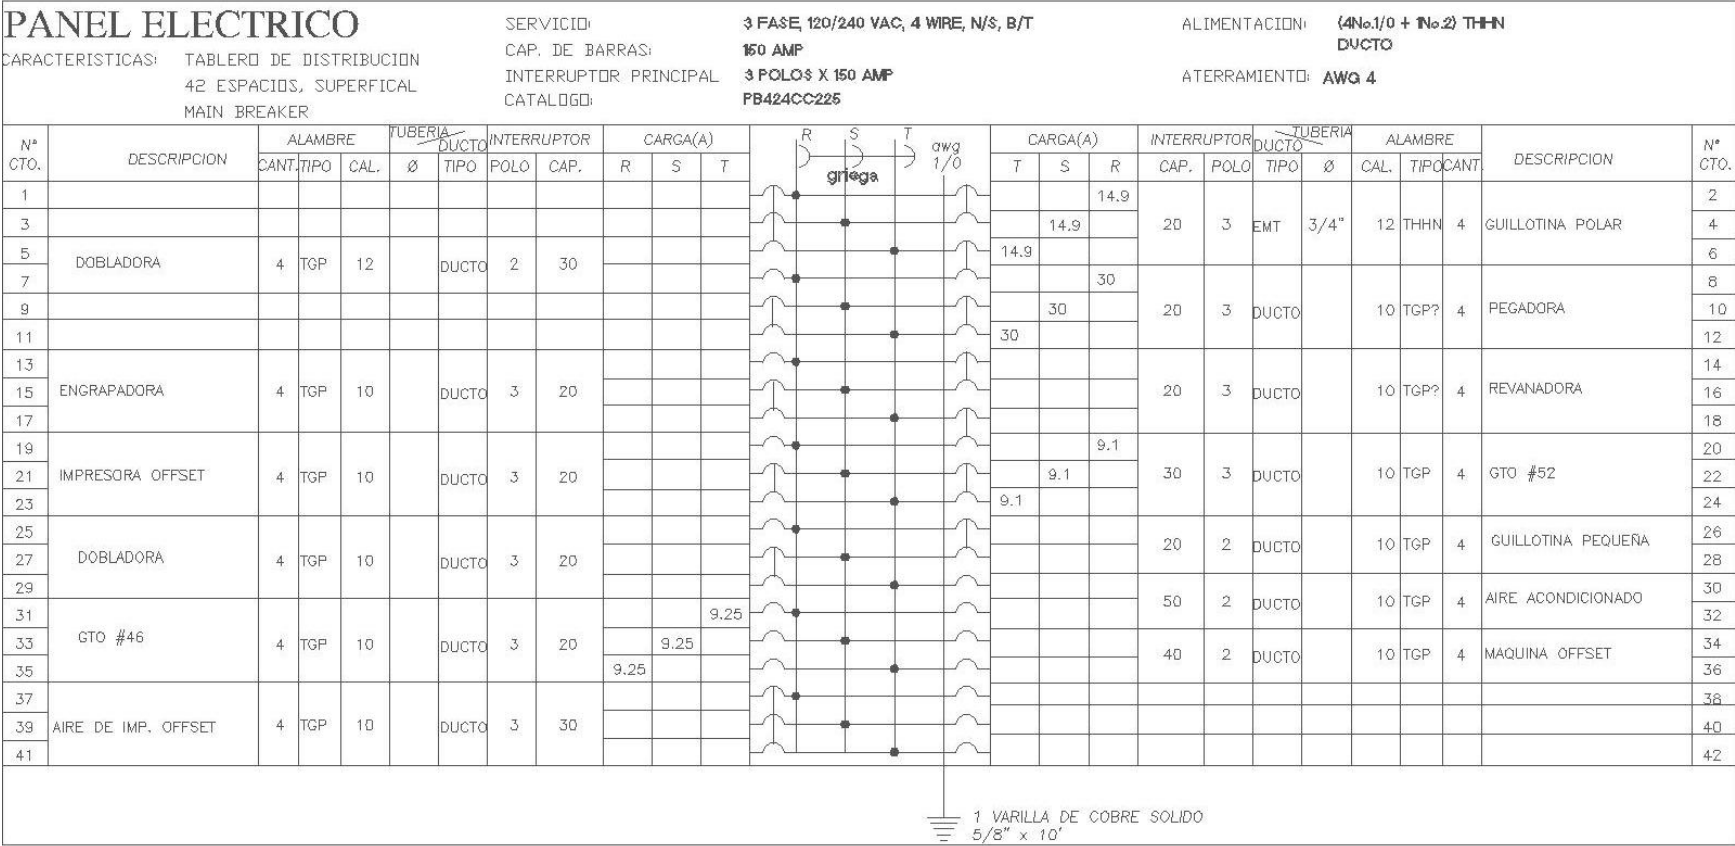 PANEL ELECTRICO
CARACTERISTICAS: TABLERO DE DISTRIBUCION
42 ESPACIOS, SUPERFICAL
MAIN BREAKER
SERVICIO: 3 FASE, 120/240 VAC, 4 WIRE, N/S, B/T
CAP. DE BARRAS: 150 AMP
INTERRUPTOR PRINCIPAL 3 POLOS X 150 AMP
CATALOGO: PB424CC225
ALIMENTACION: (4No.1/0 + 1No.2) THHN
DUCTO
ATERRAMIENTO: AWG 4
N° CTO. DESCRIPCION ALAMBRE TUBERIA DUCTO INTERRUPTOR CARGA(A) R S T awg 1/0 CARGA(A) INTERRUPTOR TUBERIA DUCTO ALAMBRE DESCRIPCION N° CTO.
CANT. TIPO CAL. Ø TIPO POLO CAP. R S T griega T S R CAP. POLO TIPO Ø CAL. TIPO CANT.
1 14.9 2
3 14.9 20 3 EMT 3/4" 12 THHN 4 GUILLOTINA POLAR 4
5 14.9 6
DOBLADORA 4 TGP 12 DUCTO 2 30
7 30 8
9 30 20 3 DUCTO 10 TGP? 4 PEGADORA 10
11 30 12
13 14
15 ENGRAPADORA 4 TGP 10 DUCTO 3 20 20 3 DUCTO 10 TGP? 4 REVANADORA 16
17 18
19 9.1 20
21 IMPRESORA OFFSET 4 TGP 10 DUCTO 3 20 9.1 30 3 DUCTO 10 TGP 4 GTO #52 22
23 9.1 24
25 26
20 2 DUCTO 10 TGP 4 GUILLOTINA PEQUEÑA
27 DOBLADORA 4 TGP 10 DUCTO 3 20 28
29 30
50 2 DUCTO 10 TGP 4 AIRE ACONDICIONADO
31 9.25 32
33 GTO #46 4 TGP 10 DUCTO 3 20 9.25 34
40 2 DUCTO 10 TGP 4 MAQUINA OFFSET
35 9.25 36
37 38
39 AIRE DE IMP. OFFSET 4 TGP 10 DUCTO 3 30 40
41 42
1 VARILLA DE COBRE SOLIDO
5/8" x 10'